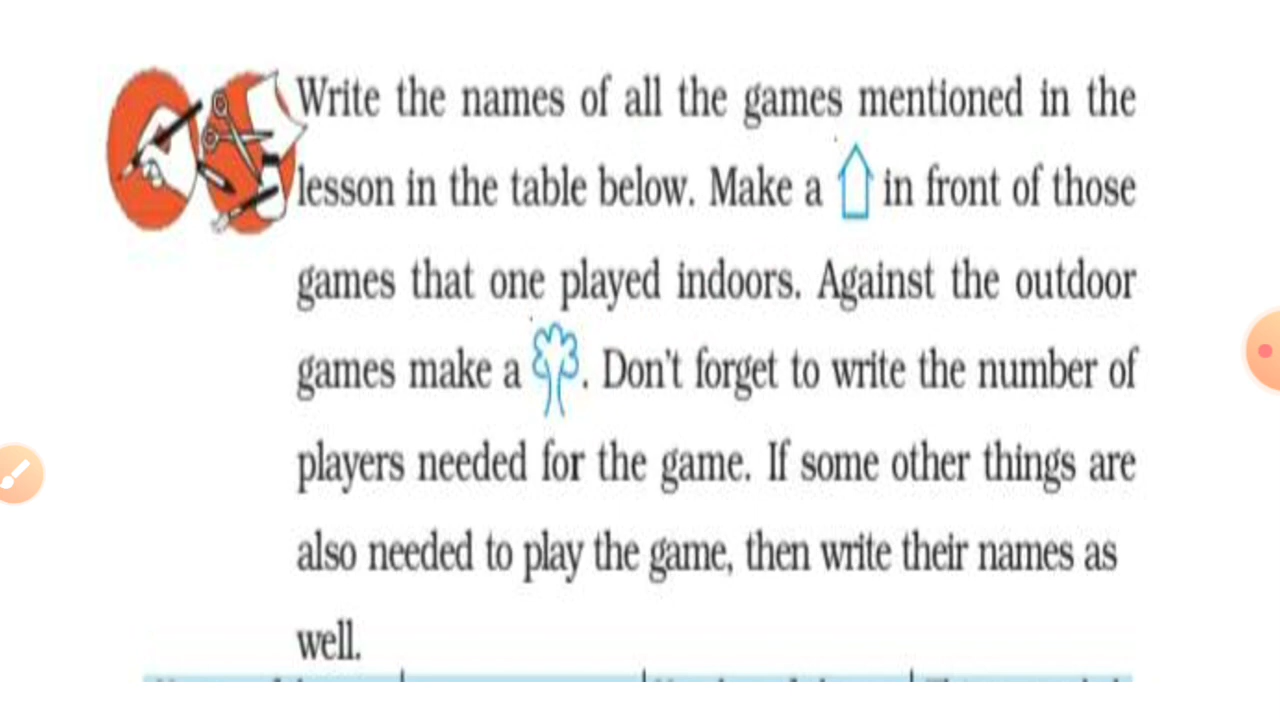 Write the names of all the games mentioned in the
lesson in the table below. Make a in front of those
games that one played indoors. Against the outdoor
games make a . Don't forget to write the number of
players needed for the game. If some other things are
also needed to play the game, then write their names as
well.